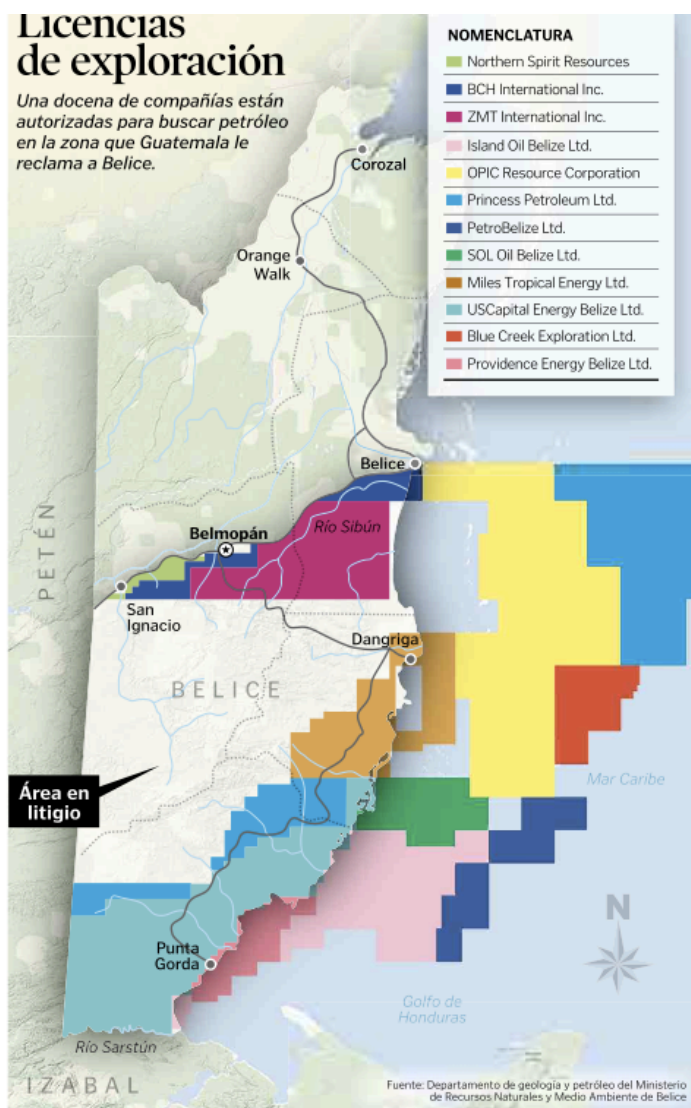 Licencias
de exploración
Una docena de compañías están
autorizadas para buscar petróleo
en la zona que Guatemala le
reclama a Belice.
NOMENCLATURA
Northern Spirit Resources
BCH International Inc.
ZMT International Inc.
Island Oil Belize Ltd.
OPIC Resource Corporation
Princess Petroleum Ltd.
PetroBelize Ltd.
SOL Oil Belize Ltd.
Miles Tropical Energy Ltd.
USCapital Energy Belize Ltd.
Blue Creek Exploration Ltd.
Providence Energy Belize Ltd.
Corozal
Orange
Walk
Belice
PETÉN
Belmopán
Río Sibún
San
Ignacio
Dangriga
BELICE
Área en
litigio
Mar Caribe
Punta
Gorda
N
Golfo de
Honduras
Río Sarstún
IZABAL
Fuente: Departamento de geología y petróleo del Ministerio
de Recursos Naturales y Medio Ambiente de Belice